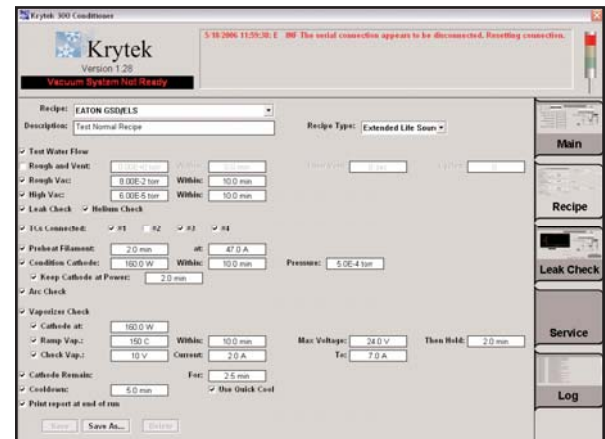 Krytek 300 Conditioner
Krytek
Version 1.28
Vacuum System Not Ready
5/18/2006 11:59:38: E INF The serial connection appears to be disconnected. Resetting connection.
Recipe: EATON GSD/ELS
Description: Test Normal Recipe Recipe Type: Extended Life Sourc
Test Water Flow
Rough and Vent: Within:
Rough Vac: 8.00E-2 torr Within: 10.0 min
High Vac: 6.00E-5 torr Within: 10.0 min
Leak Check Helium Check
TCs Connected: #1 #2 #3 #4
Preheat Filament: 2.0 min at: 47.0 A
Condition Cathode: 160.0 W Within: 10.0 min Pressure: 5.0E-4 torr
Keep Cathode at Power: 2.0 min
Arc Check
Vaporizer Check
Cathode at: 160.0 W
Ramp Vap.: 150 C Within: 10.0 min Max Voltage: 24.0 V Then Hold: 2.0 min
Check Vap.: 10 V Current: 2.0 A To: 7.0 A
Cathode Remain: For: 2.5 min
Cooldown: 5.0 min Use Quick Cool
Print report at end of run
Save Save As... Delete
Main
Recipe
Leak Check
Service
Log